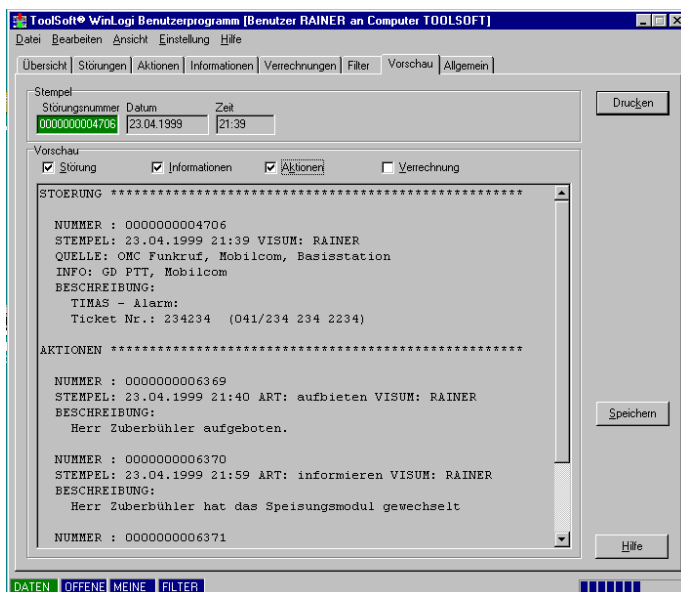 ToolSoft® WinLogi Benutzerprogramm [Benutzer RAINER an Computer TOOLSOFT]
Datei Bearbeiten Ansicht Einstellung Hilfe
Übersicht Störungen Aktionen Informationen Verrechnungen Filter Vorschau Allgemein
Stempel
Störungsnummer Datum Zeit
0000000004706 23.04.1999 21:39
Drucken
Vorschau
Störung Informationen Aktionen Verrechnung
STOERUNG *****************************************************
NUMMER : 0000000004706
STEMPEL: 23.04.1999 21:39 VISUM: RAINER
QUELLE: OMC Funkruf, Mobilcom, Basisstation
INFO: GD PTT, Mobilcom
BESCHREIBUNG:
TIMAS - Alarm:
Ticket Nr.: 234234 (041/234 234 2234)
AKTIONEN *****************************************************
NUMMER : 0000000006369
STEMPEL: 23.04.1999 21:40 ART: aufbieten VISUM: RAINER
BESCHREIBUNG:
Herr Zuberbühler aufgeboten.
NUMMER : 0000000006370
STEMPEL: 23.04.1999 21:59 ART: informieren VISUM: RAINER
BESCHREIBUNG:
Herr Zuberbühler hat das Speisungsmodul gewechselt
NUMMER : 0000000006371
Speichern
Hilfe
DATEN OFFENE MEINE FILTER